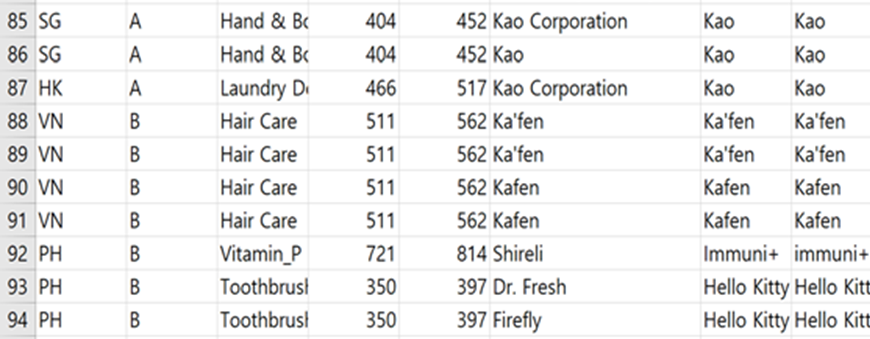 85 SG A Hand & Bo 404 452 Kao Corporation Kao Kao
86 SG A Hand & Bo 404 452 Kao Kao Kao
87 HK A Laundry De 466 517 Kao Corporation Kao Kao
88 VN B Hair Care 511 562 Ka'fen Ka'fen Ka'fen
89 VN B Hair Care 511 562 Ka'fen Ka'fen Ka'fen
90 VN B Hair Care 511 562 Kafen Kafen Kafen
91 VN B Hair Care 511 562 Kafen Kafen Kafen
92 PH B Vitamin_P 721 814 Shireli Immuni+ immuni+
93 PH B Toothbrush 350 397 Dr. Fresh Hello Kitty Hello Kitt
94 PH B Toothbrush 350 397 Firefly Hello Kitty Hello Kitt